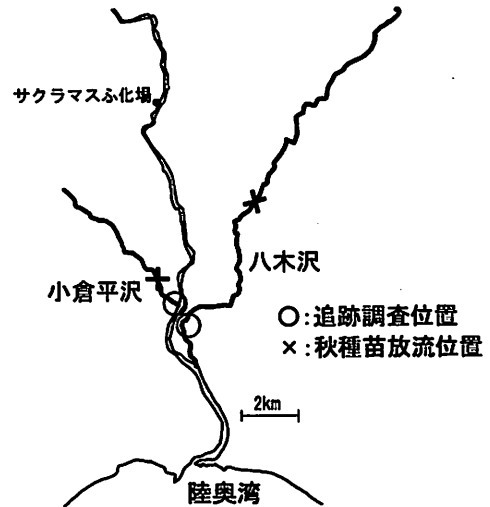 サクラマスふ化場
八木沢
小倉平沢
○:追跡調査位置
×:秋種苗放流位置
2km
陸奥湾